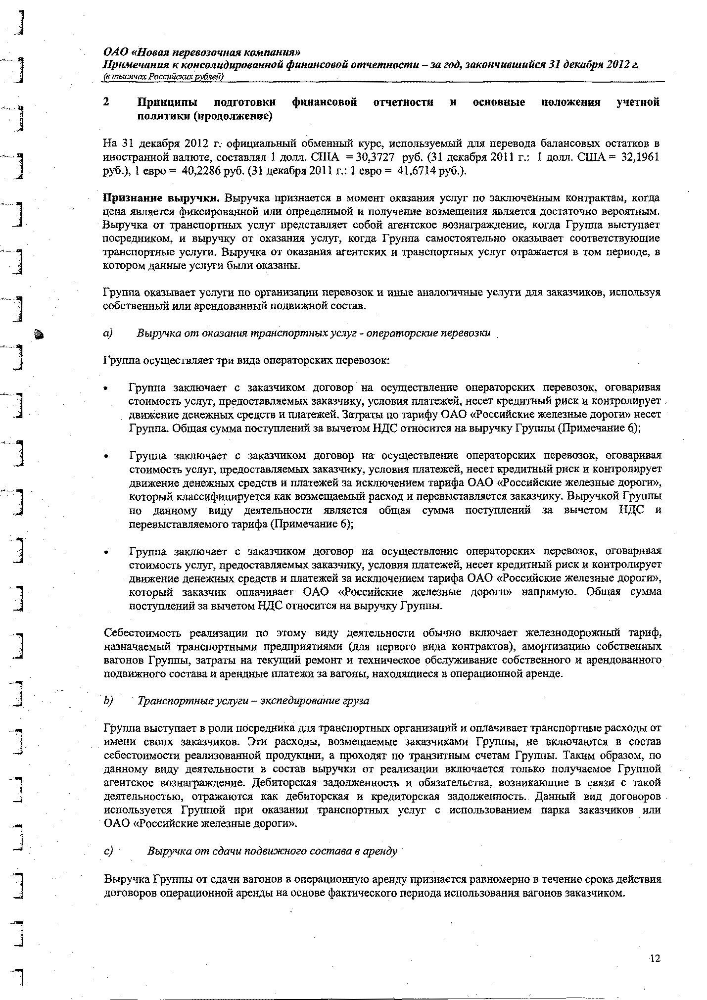 ОАО «Новая перевозочная компания»
Примечания к консолидированной финансовой отчетности – за год, закончившийся 31 декабря 2012 г.
(в тысячах Российских рублей)
2 Принципы подготовки финансовой отчетности и основные положения учетной
политики (продолжение)
На 31 декабря 2012 г. официальный обменный курс, используемый для перевода балансовых остатков в
иностранной валюте, составлял 1 долл. США = 30,3727 руб. (31 декабря 2011 г.: 1 долл. США = 32,1961
руб.), 1 евро = 40,2286 руб. (31 декабря 2011 г.: 1 евро = 41,6714 руб.).
Признание выручки. Выручка признается в момент оказания услуг по заключенным контрактам, когда
цена является фиксированной или определимой и получение возмещения является достаточно вероятным.
Выручка от транспортных услуг представляет собой агентское вознаграждение, когда Группа выступает
посредником, и выручку от оказания услуг, когда Группа самостоятельно оказывает соответствующие
транспортные услуги. Выручка от оказания агентских и транспортных услуг отражается в том периоде, в
котором данные услуги были оказаны.
Группа оказывает услуги по организации перевозок и иные аналогичные услуги для заказчиков, используя
собственный или арендованный подвижной состав.
a) Выручка от оказания транспортных услуг - операторские перевозки
Группа осуществляет три вида операторских перевозок:
• Группа заключает с заказчиком договор на осуществление операторских перевозок, оговаривая
стоимость услуг, предоставляемых заказчику, условия платежей, несет кредитный риск и контролирует
движение денежных средств и платежей. Затраты по тарифу ОАО «Российские железные дороги» несет
Группа. Общая сумма поступлений за вычетом НДС относится на выручку Группы (Примечание 6);
• Группа заключает с заказчиком договор на осуществление операторских перевозок, оговаривая
стоимость услуг, предоставляемых заказчику, условия платежей, несет кредитный риск и контролирует
движение денежных средств и платежей за исключением тарифа ОАО «Российские железные дороги»,
который классифицируется как возмещаемый расход и перевыставляется заказчику. Выручкой Группы
по данному виду деятельности является общая сумма поступлений за вычетом НДС и
перевыставляемого тарифа (Примечание 6);
• Группа заключает с заказчиком договор на осуществление операторских перевозок, оговаривая
стоимость услуг, предоставляемых заказчику, условия платежей, несет кредитный риск и контролирует
движение денежных средств и платежей за исключением тарифа ОАО «Российские железные дороги»,
который заказчик оплачивает ОАО «Российские железные дороги» напрямую. Общая сумма
поступлений за вычетом НДС относится на выручку Группы.
Себестоимость реализации по этому виду деятельности обычно включает железнодорожный тариф,
назначаемый транспортными предприятиями (для первого вида контрактов), амортизацию собственных
вагонов Группы, затраты на текущий ремонт и техническое обслуживание собственного и арендованного
подвижного состава и арендные платежи за вагоны, находящиеся в операционной аренде.
b) Транспортные услуги – экспедирование груза
Группа выступает в роли посредника для транспортных организаций и оплачивает транспортные расходы от
имени своих заказчиков. Эти расходы, возмещаемые заказчиками Группы, не включаются в состав
себестоимости реализованной продукции, а проходят по транзитным счетам Группы. Таким образом, по
данному виду деятельности в состав выручки от реализации включается только получаемое Группой
агентское вознаграждение. Дебиторская задолженность и обязательства, возникающие в связи с такой
деятельностью, отражаются как дебиторская и кредиторская задолженность. Данный вид договоров
используется Группой при оказании транспортных услуг с использованием парка заказчиков или
ОАО «Российские железные дороги».
c) Выручка от сдачи подвижного состава в аренду
Выручка Группы от сдачи вагонов в операционную аренду признается равномерно в течение срока действия
договоров операционной аренды на основе фактического периода использования вагонов заказчиком.
12